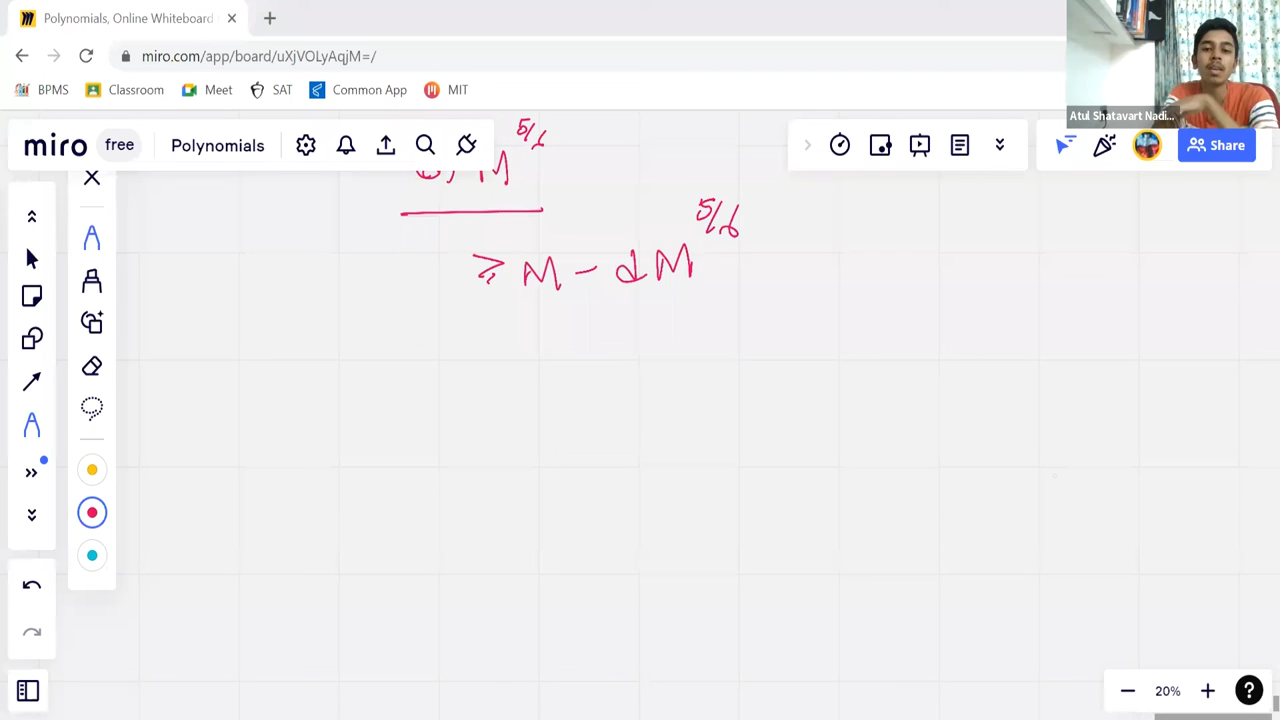 Polynomials, Online Whiteboard
miro.com/app/board/uXjVOLyAqjM=/
BPMS Classroom Meet SAT Common App MIT
Atul Shatavart Nadi...
miro free Polynomials
Share
5/6
M
≥ M - dM^5/6
20%